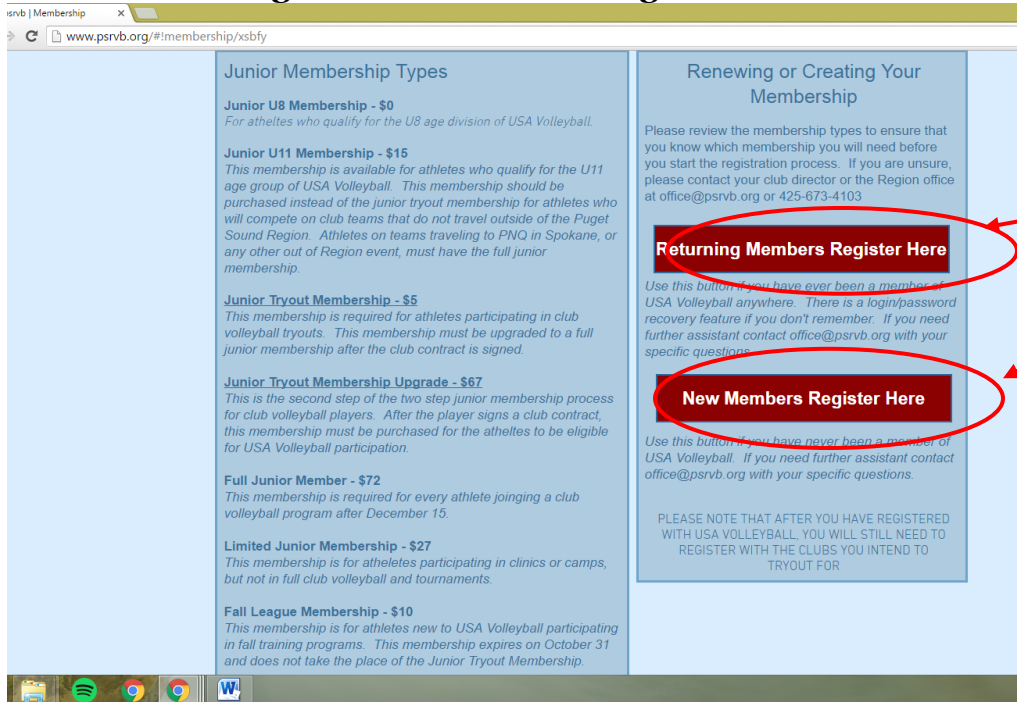 psrvb | Membership
www.psrvb.org/#!membership/xsbfy
Junior Membership Types
Junior U8 Membership - $0
For atheltes who qualify for the U8 age division of USA Volleyball.
Junior U11 Membership - $15
This membership is available for athletes who qualify for the U11
age group of USA Volleyball. This membership should be
purchased instead of the junior tryout membership for athletes who
will compete on club teams that do not travel outside of the Puget
Sound Region. Athletes on teams traveling to PNQ in Spokane, or
any other out of Region event, must have the full junior
membership.
Junior Tryout Membership - $5
This membership is required for athletes participating in club
volleyball tryouts. This membership must be upgraded to a full
junior membership after the club contract is signed.
Junior Tryout Membership Upgrade - $67
This is the second step of the two step junior membership process
for club volleyball players. After the player signs a club contract,
this membership must be purchased for the atheltes to be eligible
for USA Volleyball participation.
Full Junior Member - $72
This membership is required for every athlete joinging a club
volleyball program after December 15.
Limited Junior Membership - $27
This membership is for atheletes participating in clinics or camps,
but not in full club volleyball and tournaments.
Fall League Membership - $10
This membership is for athletes new to USA Volleyball participating
in fall training programs. This membership expires on October 31
and does not take the place of the Junior Tryout Membership.
Renewing or Creating Your
Membership
Please review the membership types to ensure that
you know which membership you will need before
you start the registration process. If you are unsure,
please contact your club director or the Region office
at office@psrvb.org or 425-673-4103
Returning Members Register Here
Use this button if you have ever been a member of
USA Volleyball anywhere. There is a login/password
recovery feature if you don't remember. If you need
further assistant contact office@psrvb.org with your
specific questions.
New Members Register Here
Use this button if you have never been a member of
USA Volleyball. If you need further assistant contact
office@psrvb.org with your specific questions.
PLEASE NOTE THAT AFTER YOU HAVE REGISTERED
WITH USA VOLLEYBALL, YOU WILL STILL NEED TO
REGISTER WITH THE CLUBS YOU INTEND TO
TRYOUT FOR